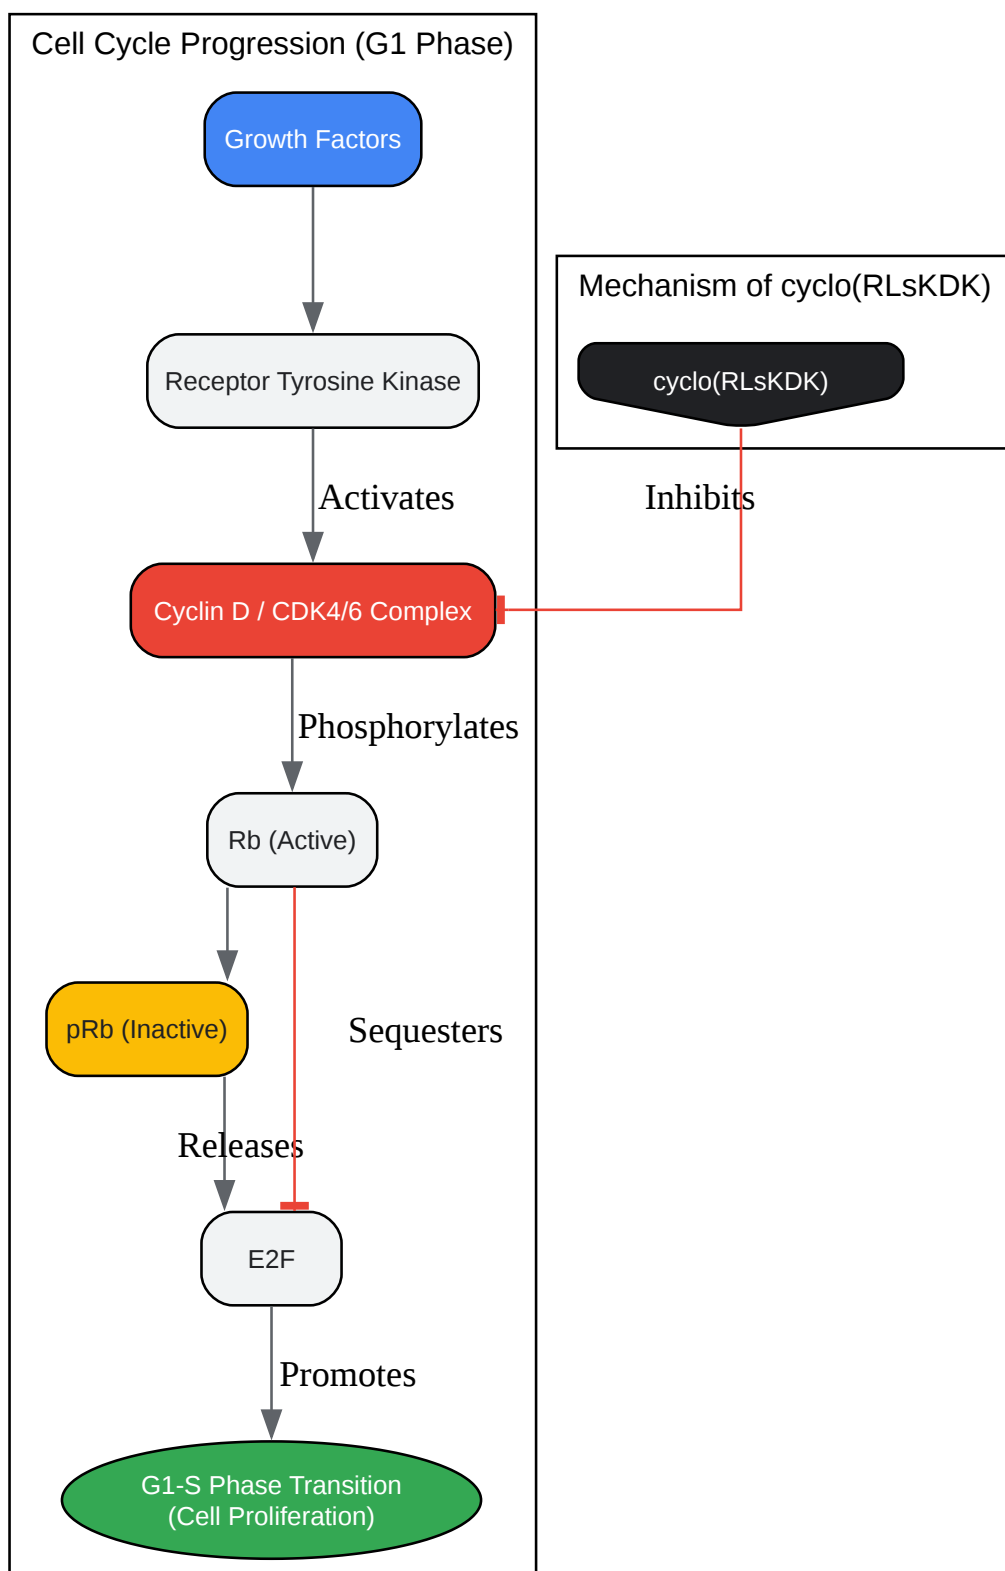 Cell Cycle Progression (G1 Phase)
Growth Factors
Mechanism of cyclo(RLsKDK)
Receptor Tyrosine Kinase
cyclo(RLsKDK)
Activates
Inhibits
Cyclin D / CDK4/6 Complex
Phosphorylates
Rb (Active)
pRb (Inactive)
Sequesters
Releases
E2F
Promotes
G1-S Phase Transition
(Cell Proliferation)